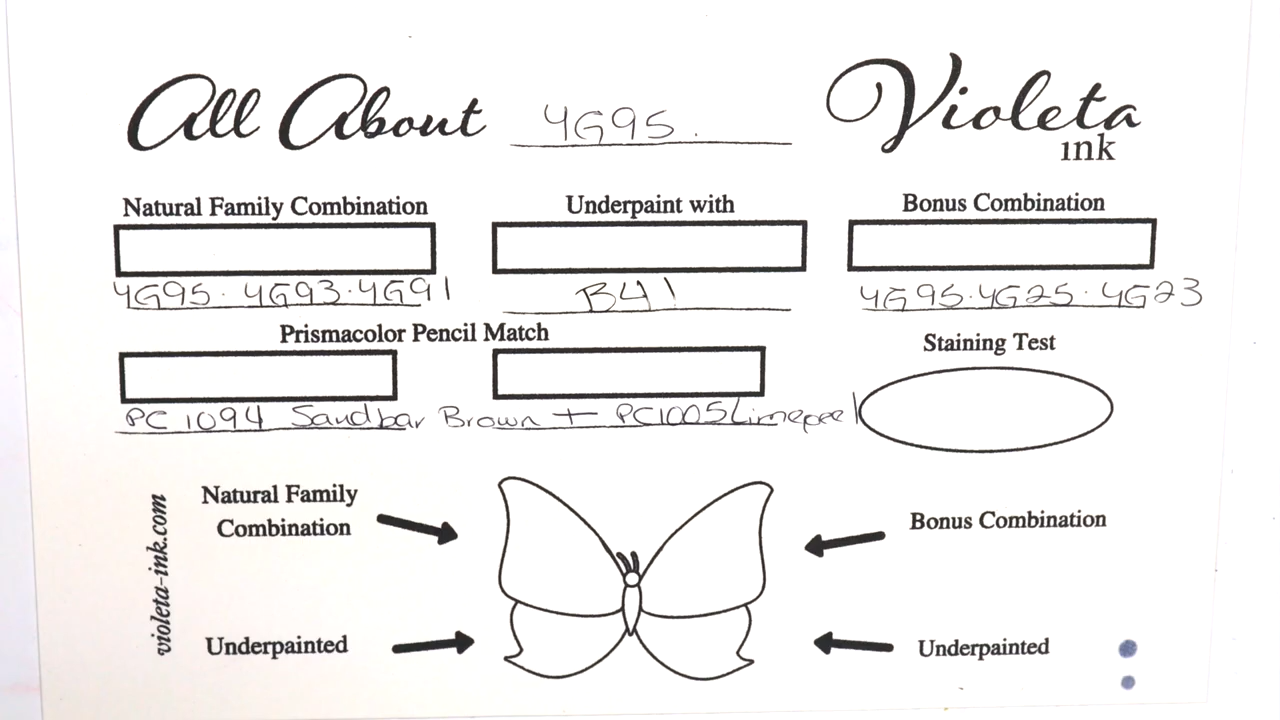 All About 4G95. Violeta ink
Natural Family Combination Underpaint with Bonus Combination
4G95 · 4G93 · 4G91 B41 4G95 · 4G25 · 4G23
Prismacolor Pencil Match Staining Test
PC 1094 Sandbar Brown + PC1005 Limepeel
Natural Family
Combination
Bonus Combination
Underpainted Underpainted
violeta-ink.com